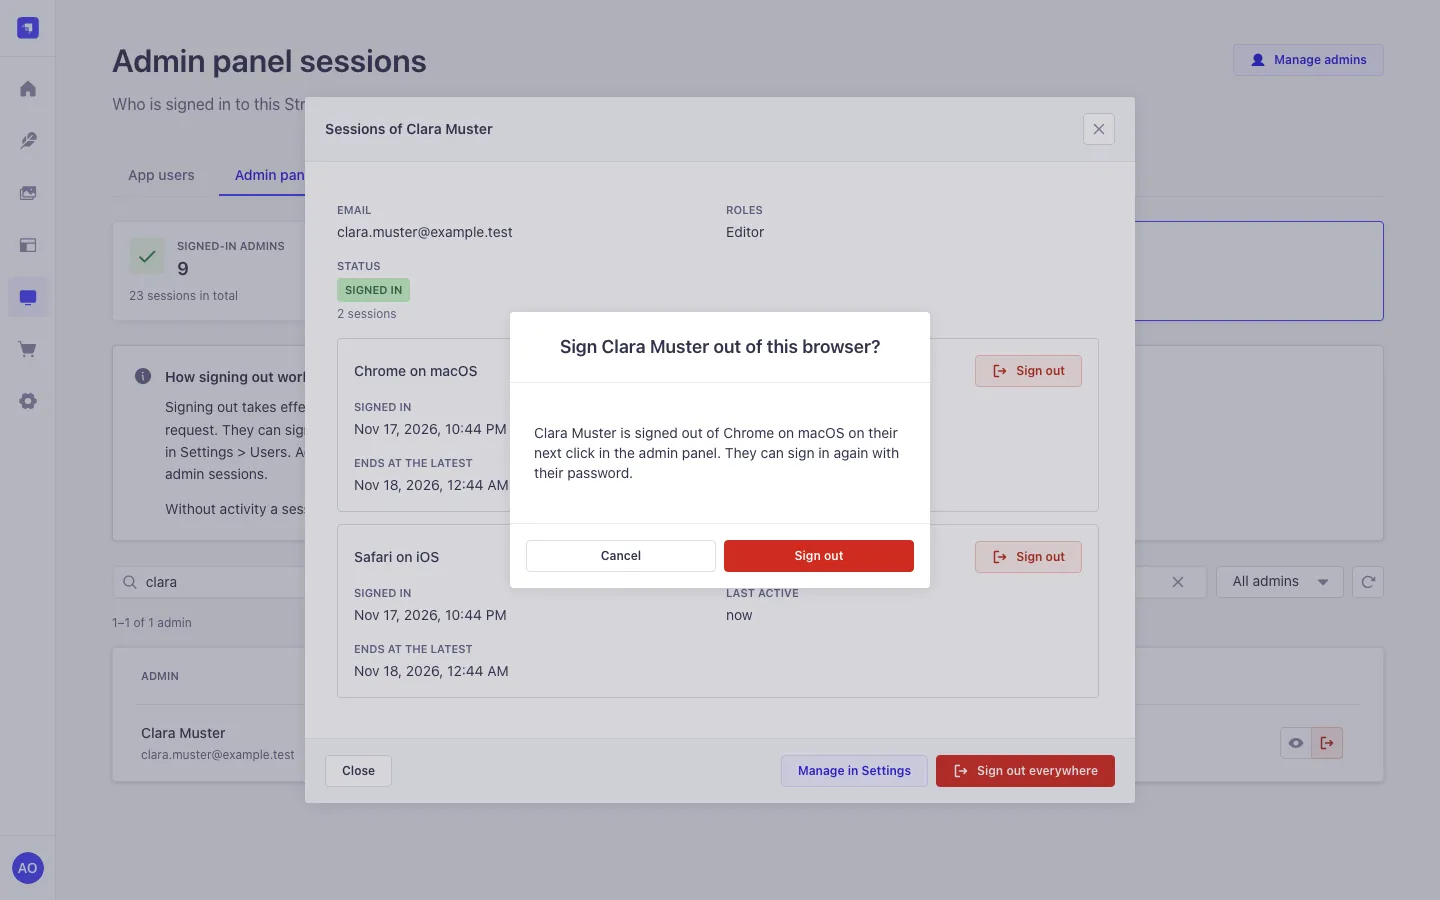 Admin panel sessions
Manage admins
Who is signed in to this Str
App users
Admin pan
SIGNED-IN ADMINS
9
23 sessions in total
How signing out worl
Signing out takes effe
request. They can sig
in Settings > Users. A
admin sessions.
Without activity a ses
clara
All admins
1–1 of 1 admin
ADMIN
Clara Muster
clara.muster@example.test
AO
Sessions of Clara Muster
EMAIL
clara.muster@example.test
ROLES
Editor
STATUS
SIGNED IN
2 sessions
Chrome on macOS
Sign out
SIGNED IN
Nov 17, 2026, 10:44 PM
ENDS AT THE LATEST
Nov 18, 2026, 12:44 AM
Safari on iOS
Sign out
SIGNED IN
Nov 17, 2026, 10:44 PM
LAST ACTIVE
now
ENDS AT THE LATEST
Nov 18, 2026, 12:44 AM
Close
Manage in Settings
Sign out everywhere
Sign Clara Muster out of this browser?
Clara Muster is signed out of Chrome on macOS on their
next click in the admin panel. They can sign in again with
their password.
Cancel
Sign out